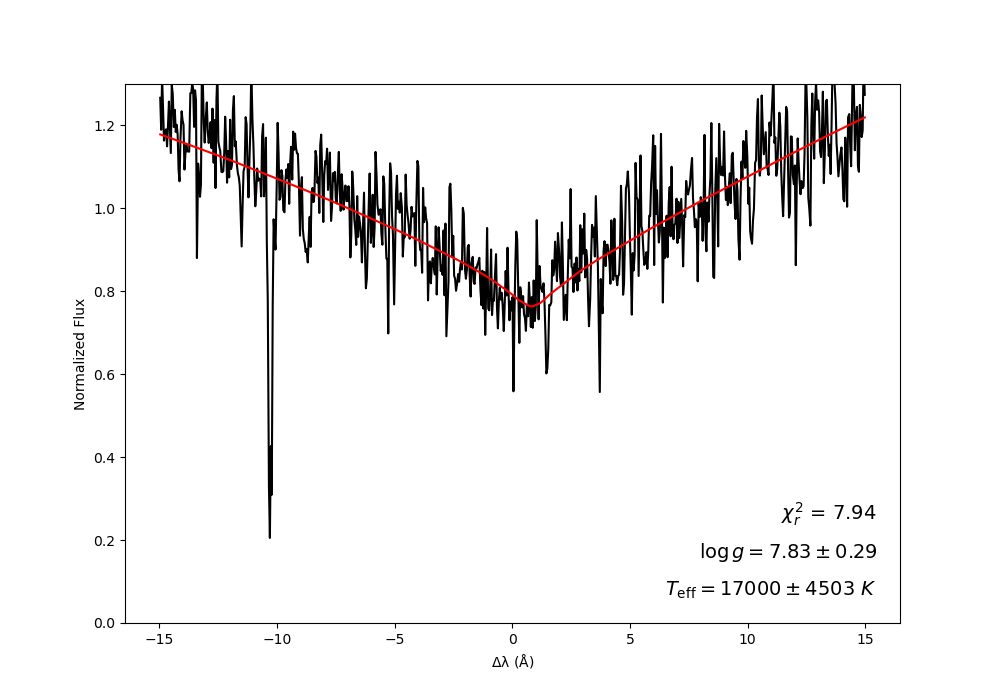 Normalized Flux
1.2
1.0
0.8
0.6
0.4
0.2
0.0
χ²ᵣ = 7.94
log g = 7.83 ± 0.29
T_eff = 17000 ± 4503 K
−15 −10 −5 0 5 10 15
Δλ (Å)